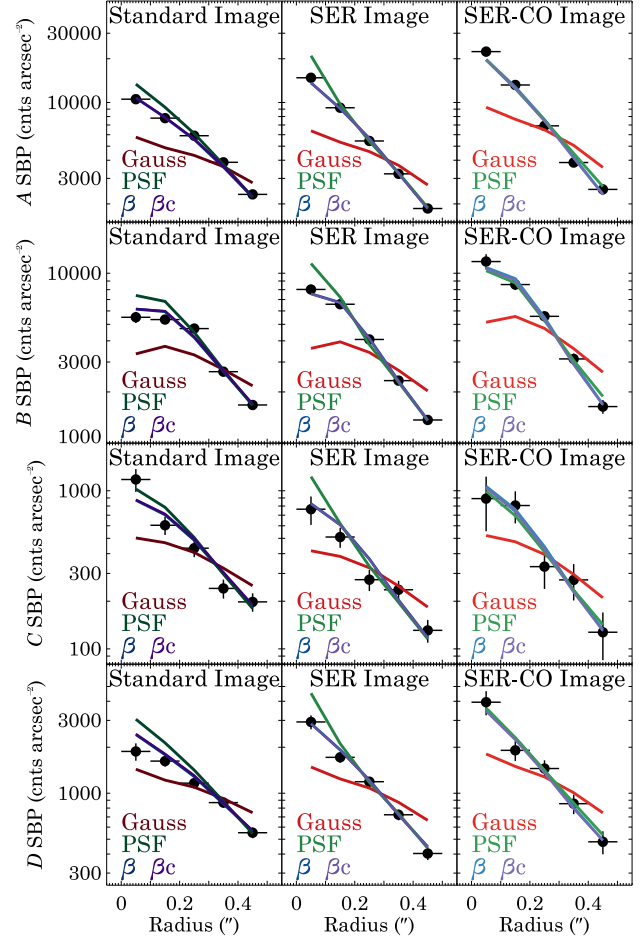 Standard Image SER Image SER-CO Image
A SBP (cnts arcsec⁻²)
30000
10000
3000
Gauss Gauss Gauss
PSF PSF PSF
β βc β βc β βc
Standard Image SER Image SER-CO Image
B SBP (cnts arcsec⁻²)
10000
3000
1000
Gauss Gauss Gauss
PSF PSF PSF
β βc β βc β βc
Standard Image SER Image SER-CO Image
C SBP (cnts arcsec⁻²)
1000
300
100
Gauss Gauss Gauss
PSF PSF PSF
β βc β βc β βc
Standard Image SER Image SER-CO Image
D SBP (cnts arcsec⁻²)
3000
1000
300
Gauss Gauss Gauss
PSF PSF PSF
β βc β βc β βc
0 0.2 0.4 0 0.2 0.4 0 0.2 0.4
Radius (″) Radius (″) Radius (″)